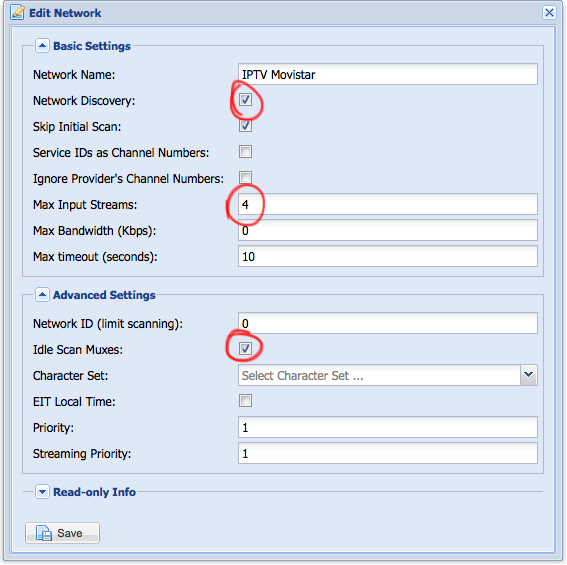 Edit Network
Basic Settings
Network Name: IPTV Movistar
Network Discovery:
Skip Initial Scan:
Service IDs as Channel Numbers:
Ignore Provider's Channel Numbers:
Max Input Streams: 4
Max Bandwidth (Kbps): 0
Max timeout (seconds): 10
Advanced Settings
Network ID (limit scanning): 0
Idle Scan Muxes:
Character Set: Select Character Set ...
EIT Local Time:
Priority: 1
Streaming Priority: 1
Read-only Info
Save